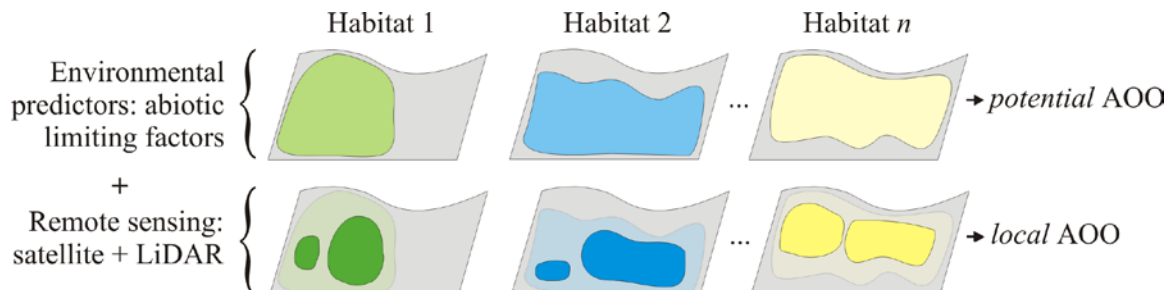 Habitat 1
Habitat 2
Habitat n
Environmental
predictors: abiotic
limiting factors
...
potential AOO
+
Remote sensing:
satellite + LiDAR
...
local AOO